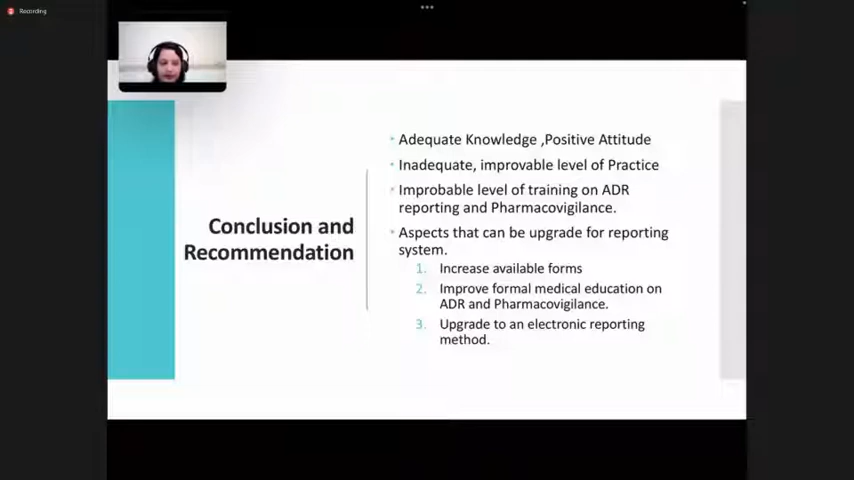 Recording
Conclusion and
Recommendation
Adequate Knowledge ,Positive Attitude
Inadequate, improvable level of Practice
Improbable level of training on ADR
reporting and Pharmacovigilance.
Aspects that can be upgrade for reporting
system.
1. Increase available forms
2. Improve formal medical education on
ADR and Pharmacovigilance.
3. Upgrade to an electronic reporting
method.